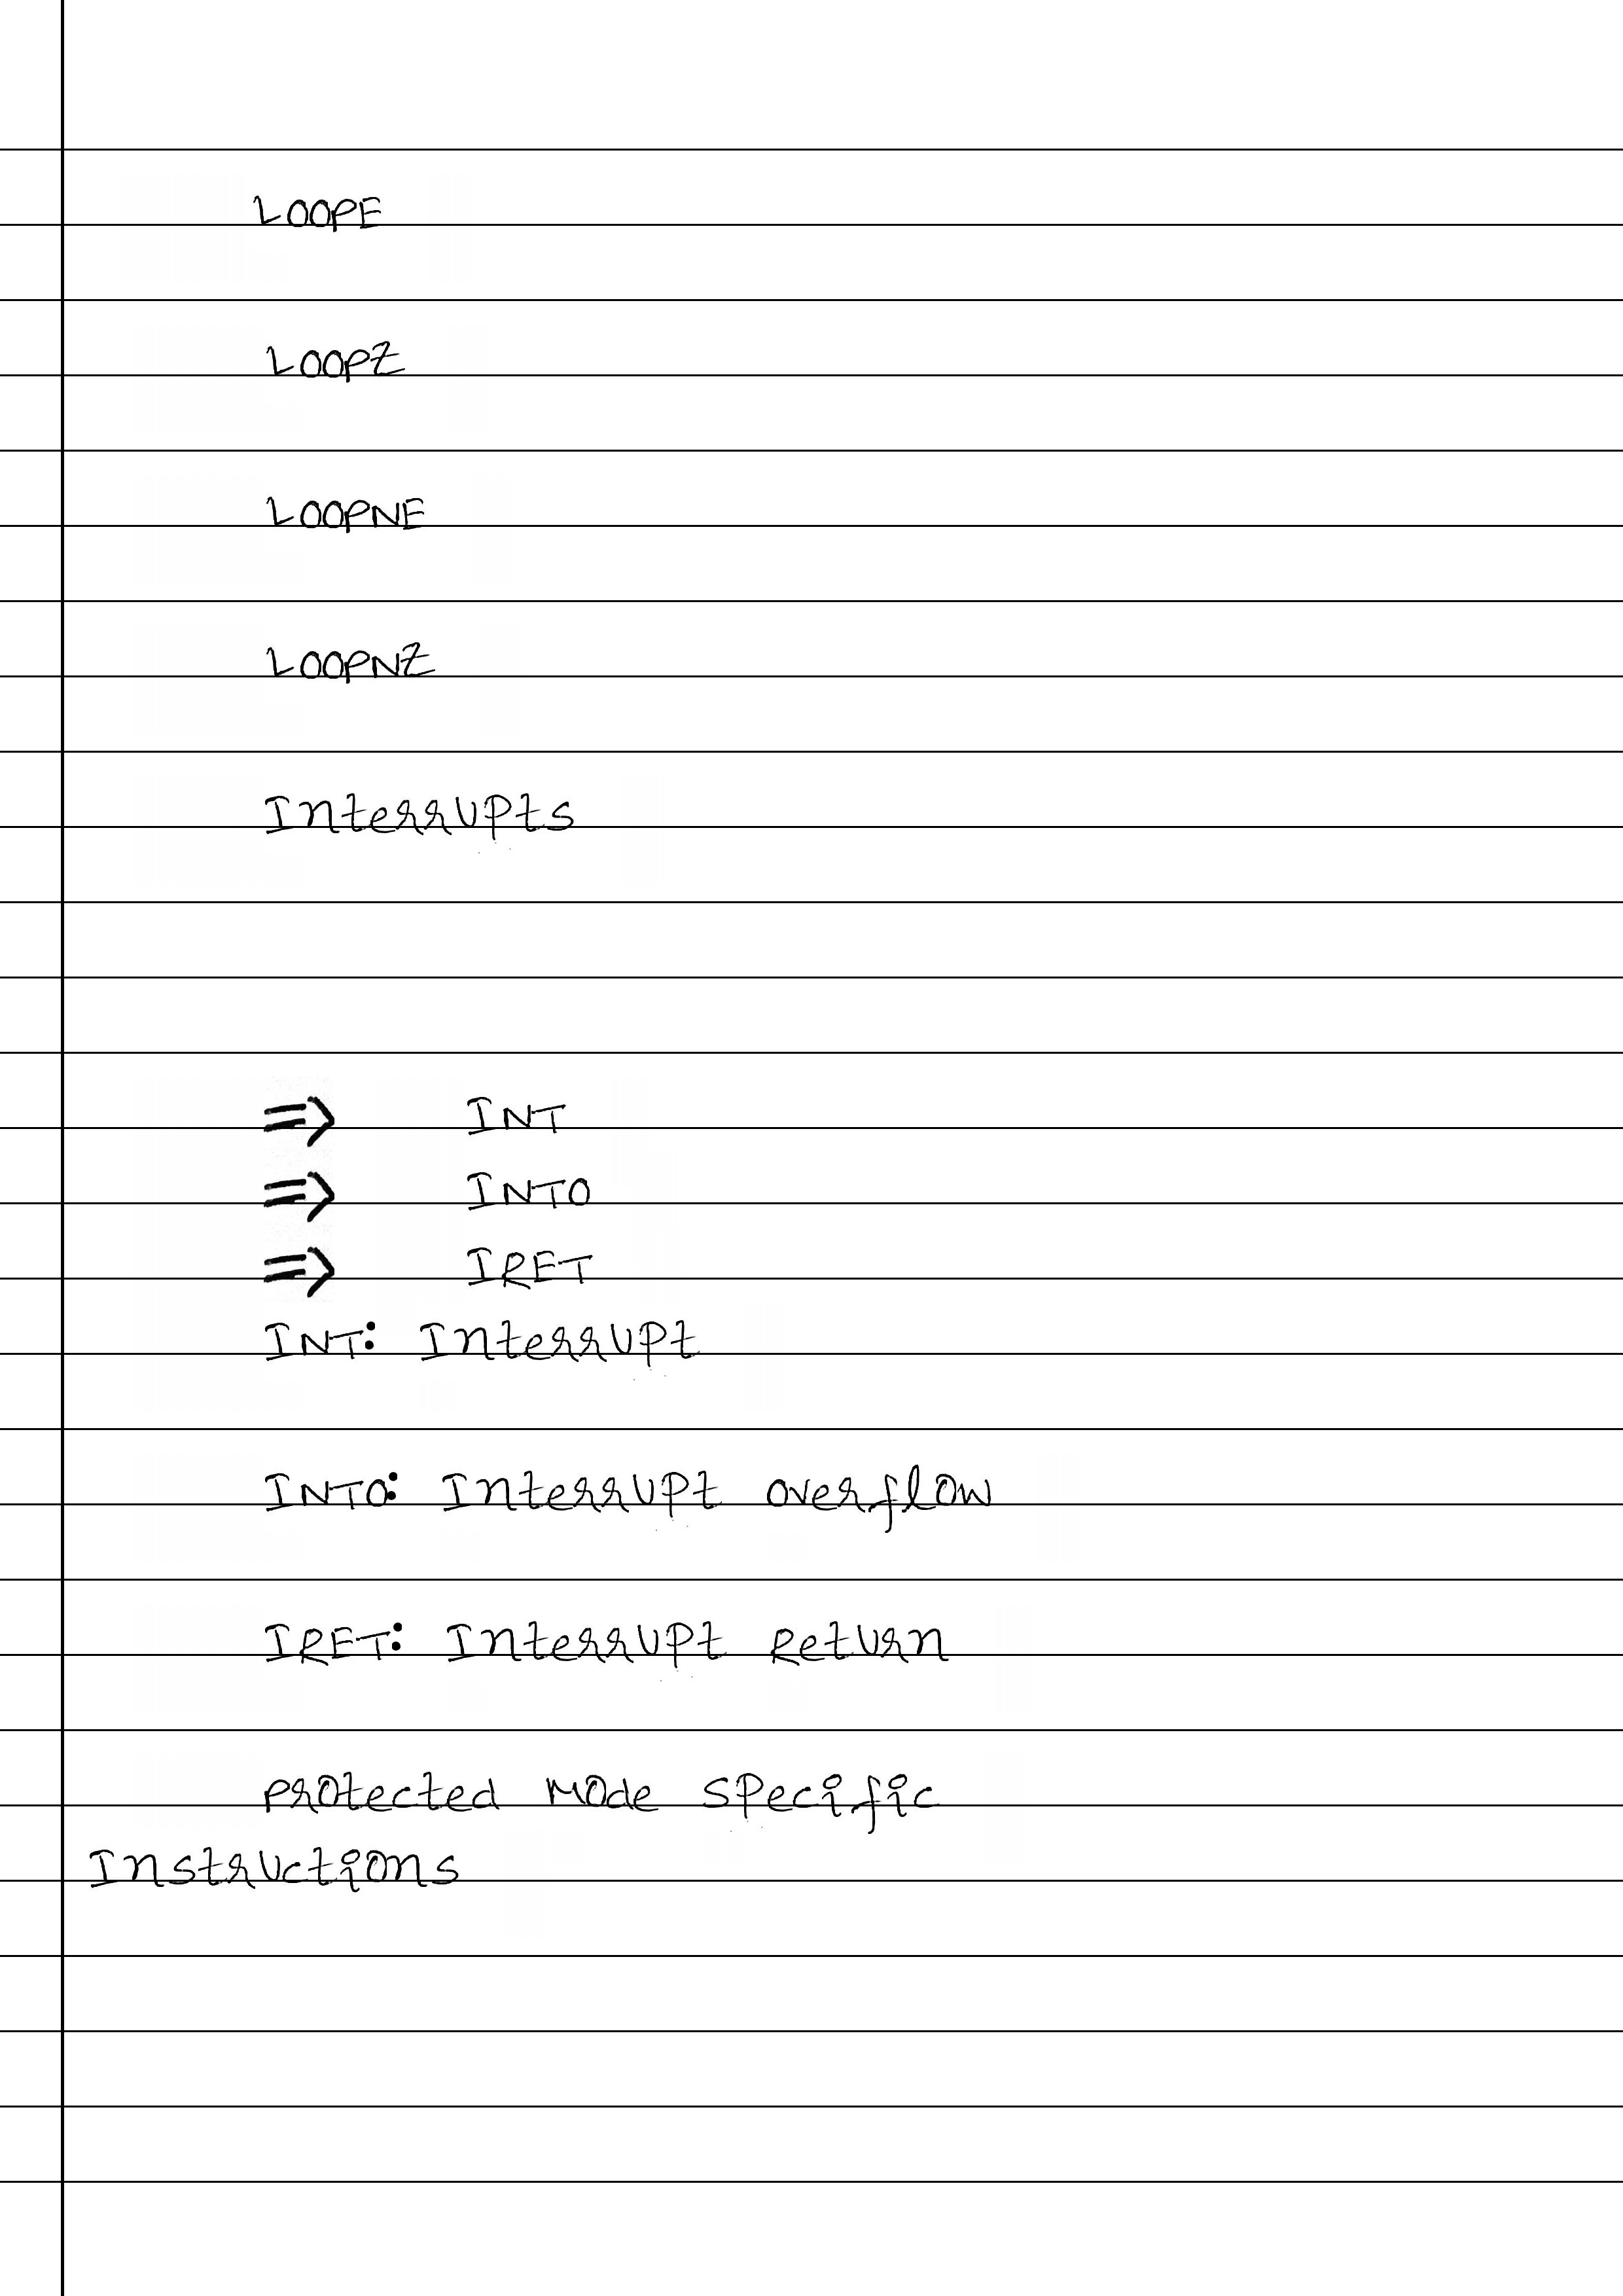 LOOPE
LOOPZ
LOOPNE
LOOPNZ
Interrupts
=> INT
=> INTO
=> IRET
INT: Interrupt
INTO: Interrupt overflow
IRET: Interrupt Return
Protected Mode Specific
Instructions